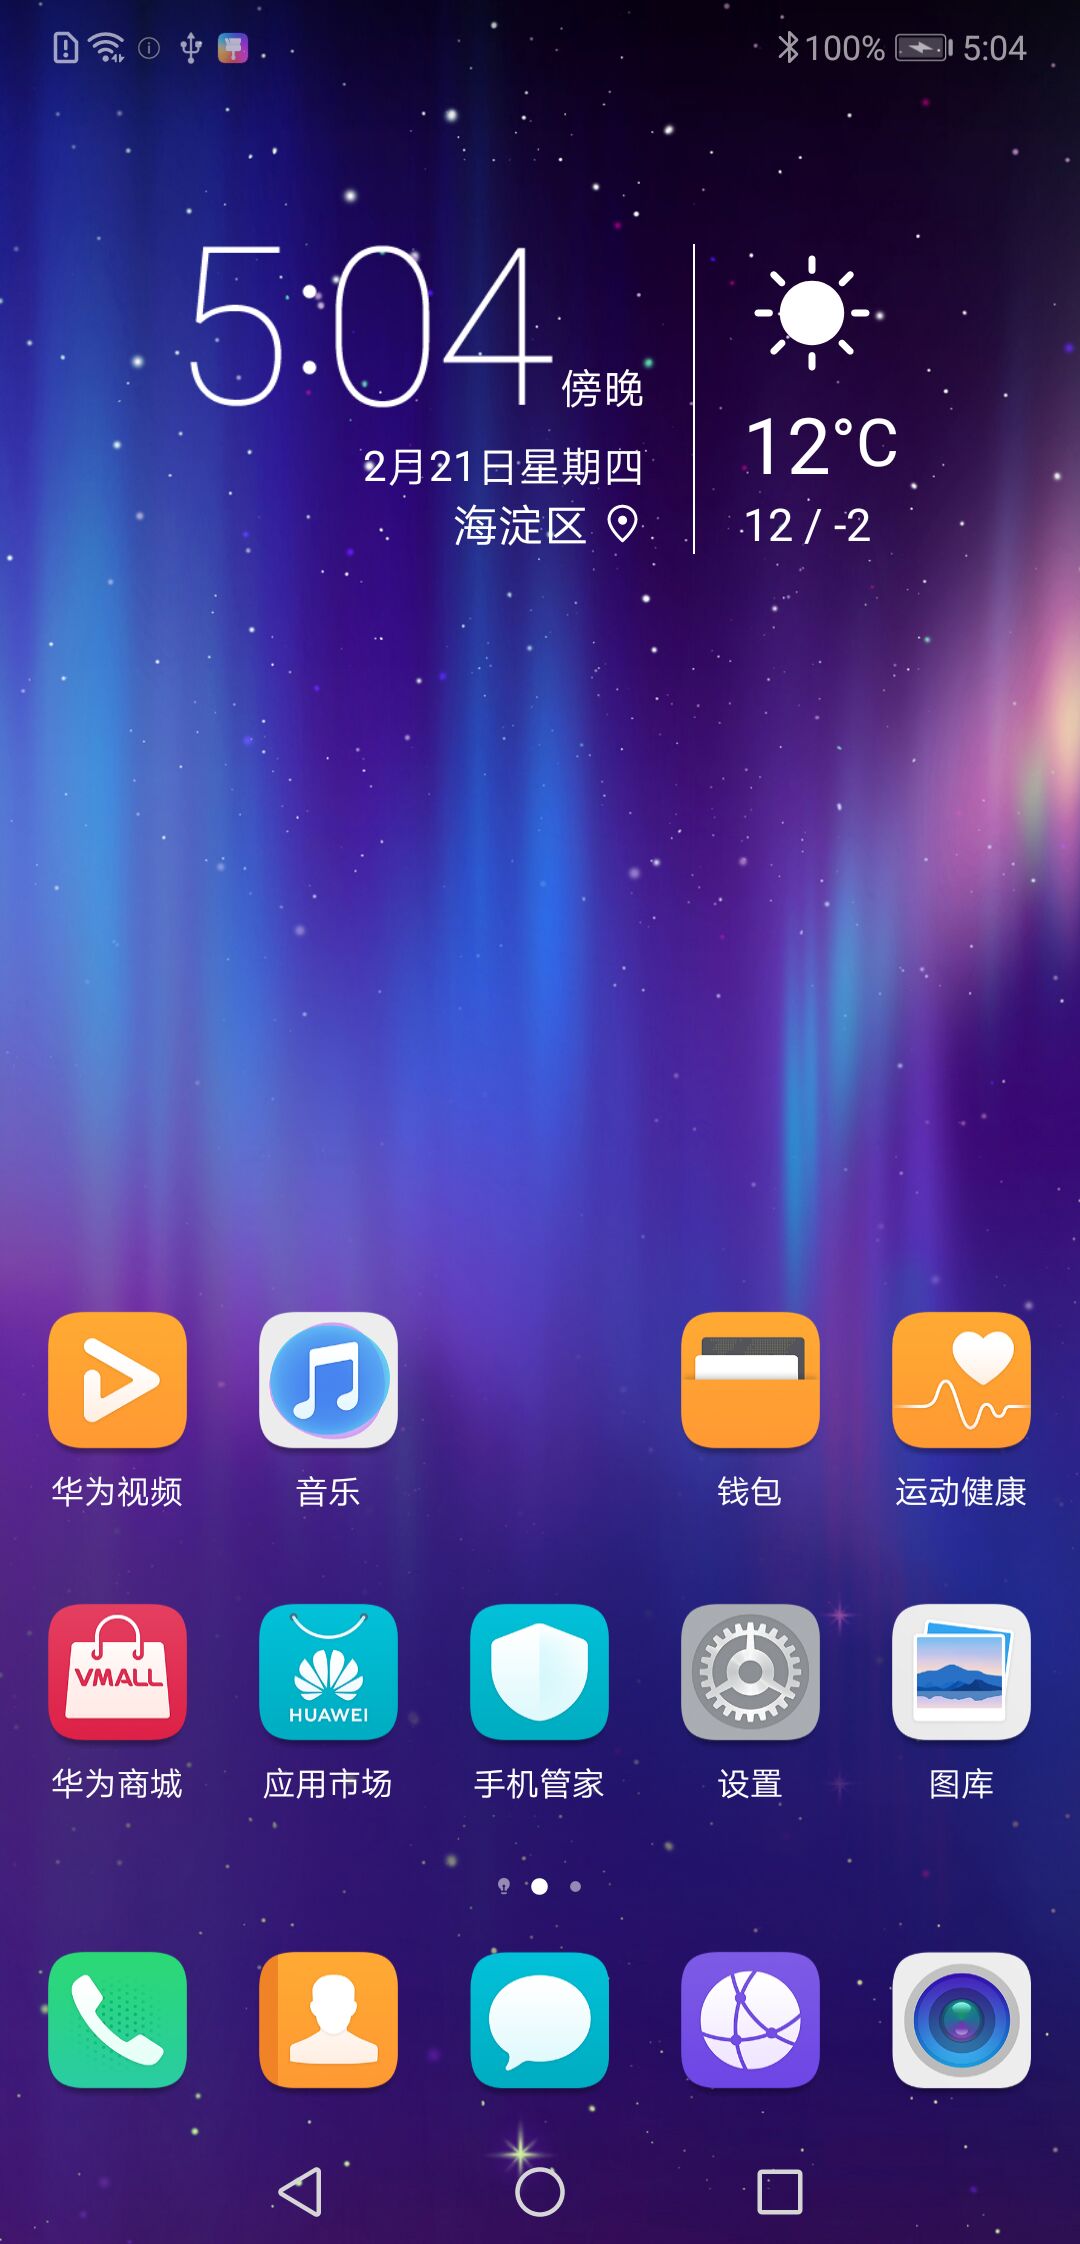 100% 5:04
5:04 傍晚
2月21日星期四
海淀区
12°C
12 / -2
华为视频 音乐 钱包 运动健康
VMALL
HUAWEI
华为商城 应用市场 手机管家 设置 图库